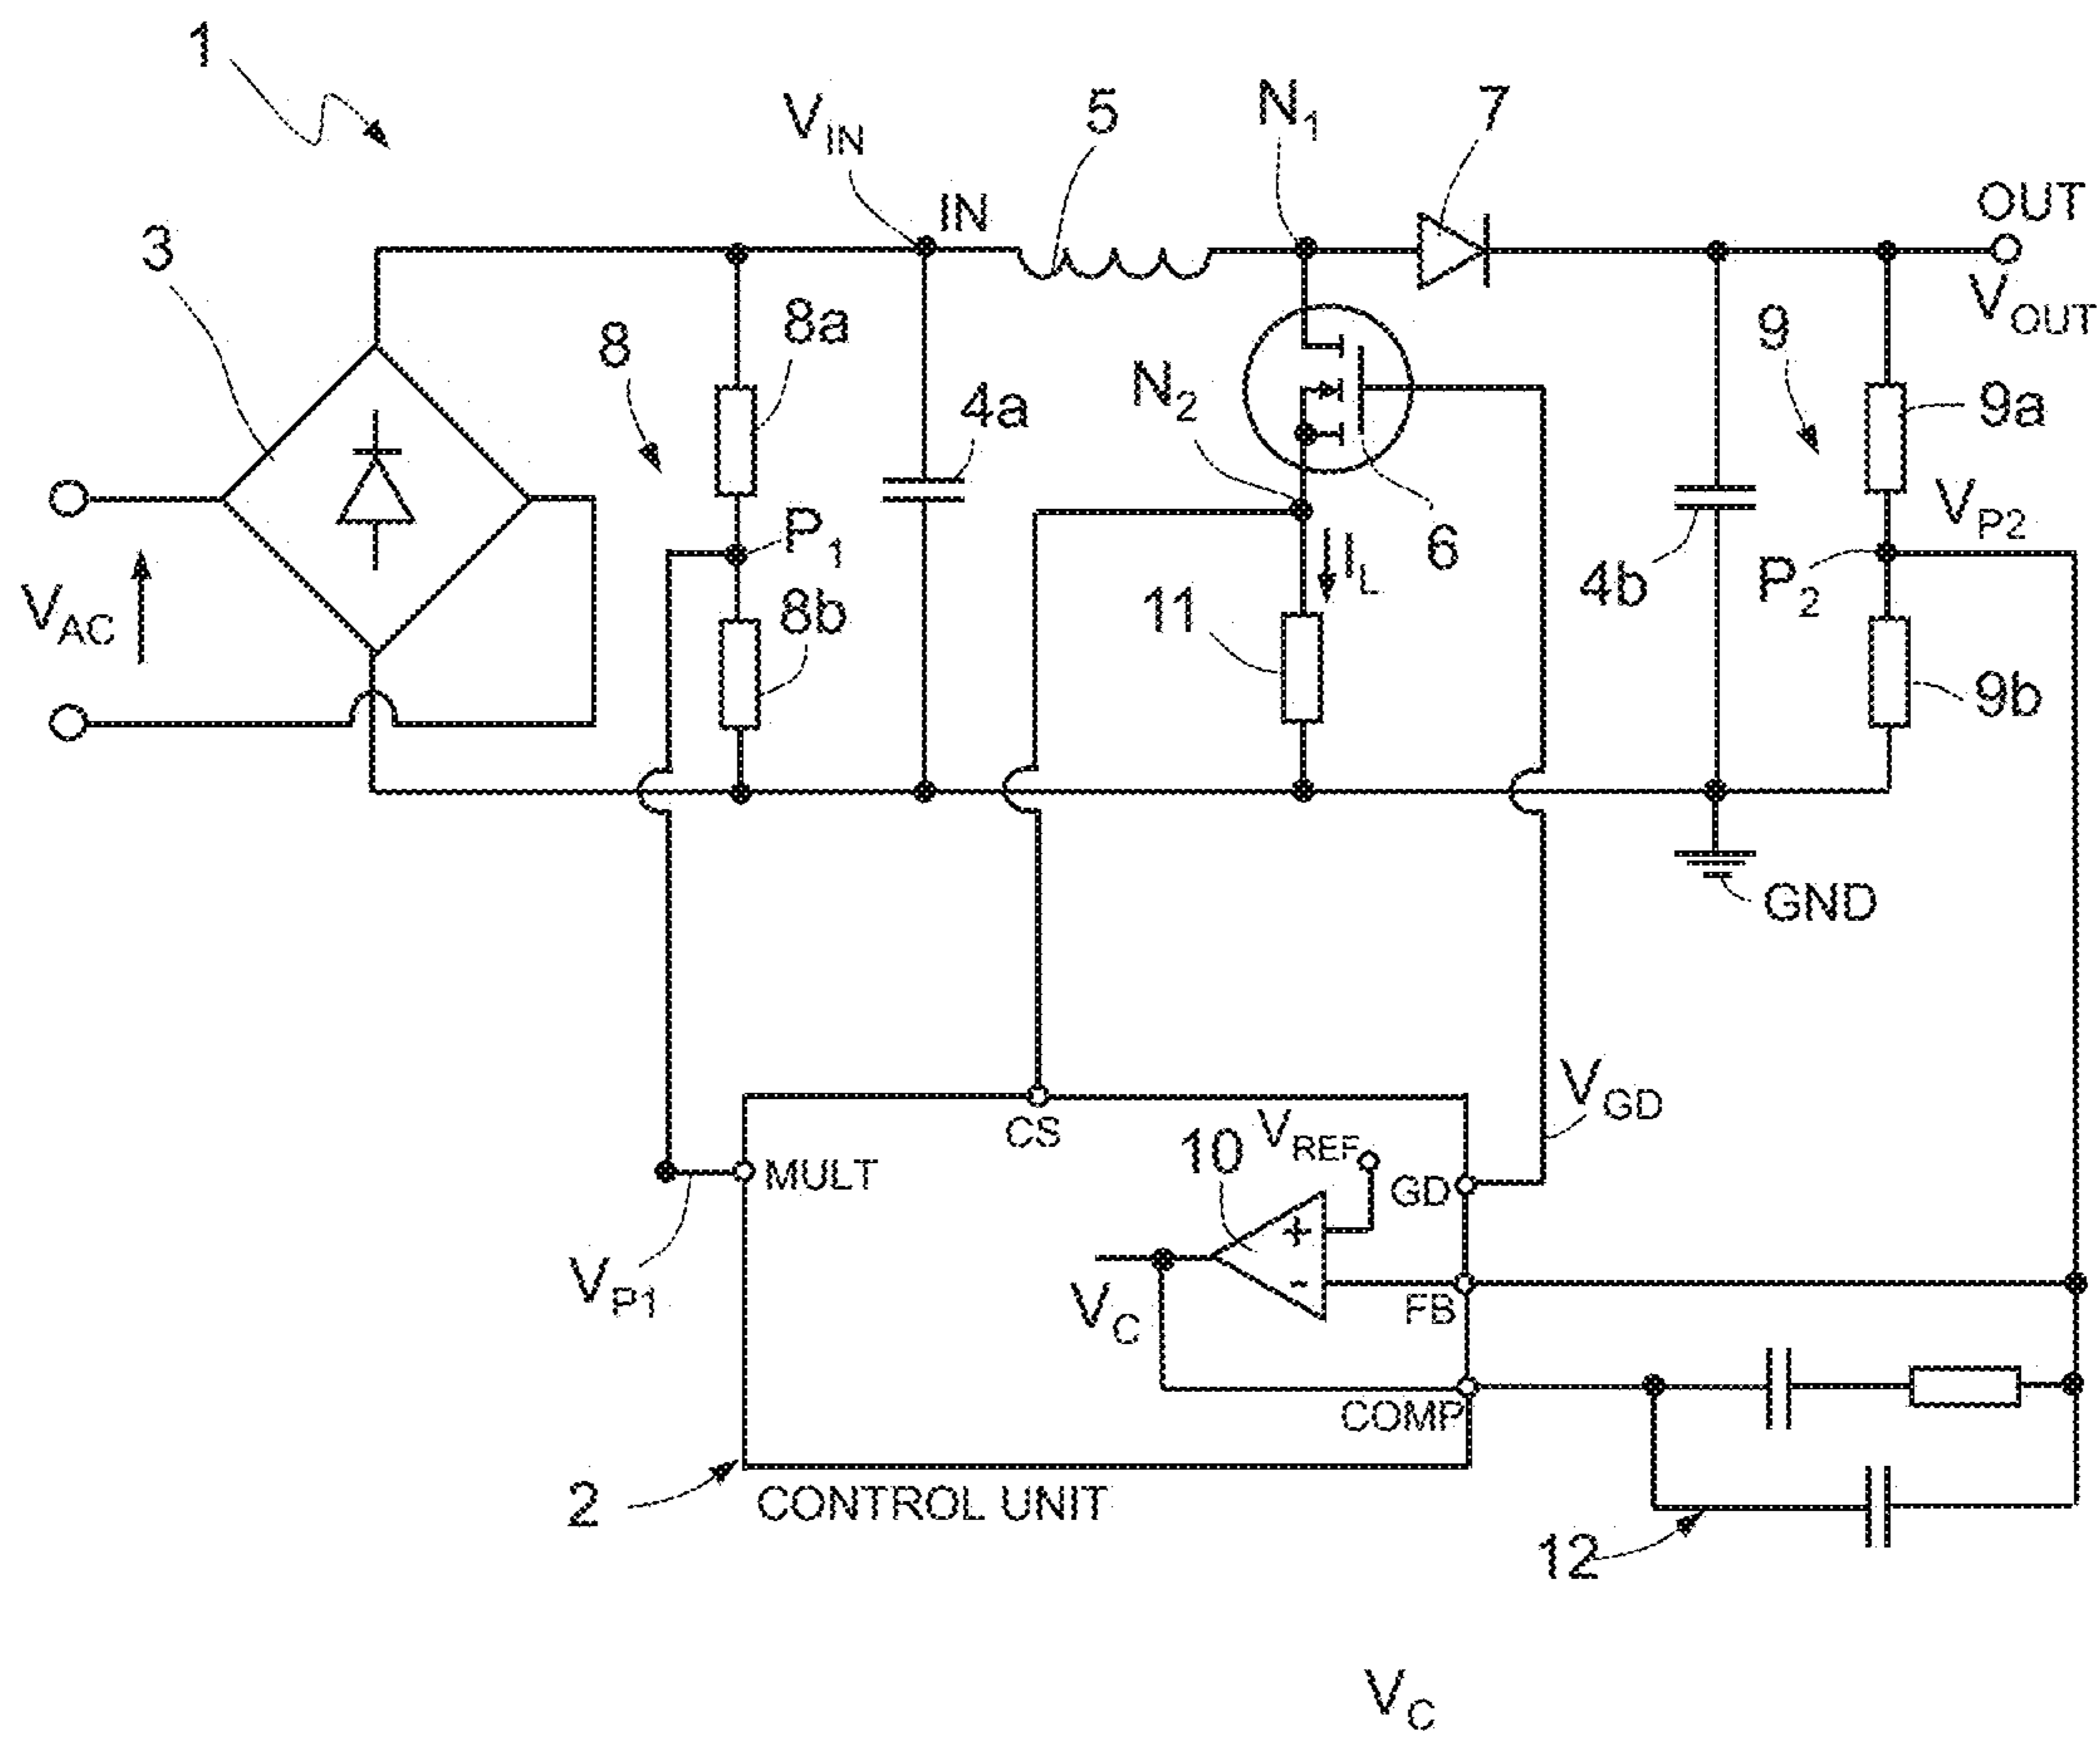 1
V_IN
5
N_1
7
IN
OUT
3
8a
8
V_OUT
9
N_2
4a
9a
P_1
V_P2
6
I_L
4b
P_2
V_AC
8b
11
9b
GND
V_GD
CS
10
V_REF
MULT
GD
+
-
V_P1
V_C
FB
COMP
2
CONTROL UNIT
12
V_C